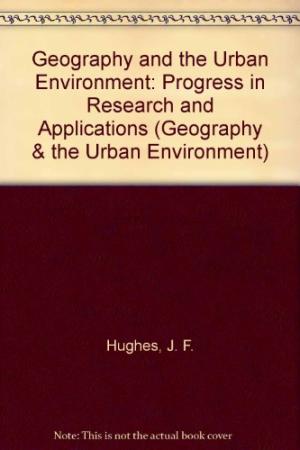 Geography and the Urban
Environment: Progress in
Research and
Applications (Geography
& the Urban Environment)
Hughes, J. F.
Note: This is not the actual book cover